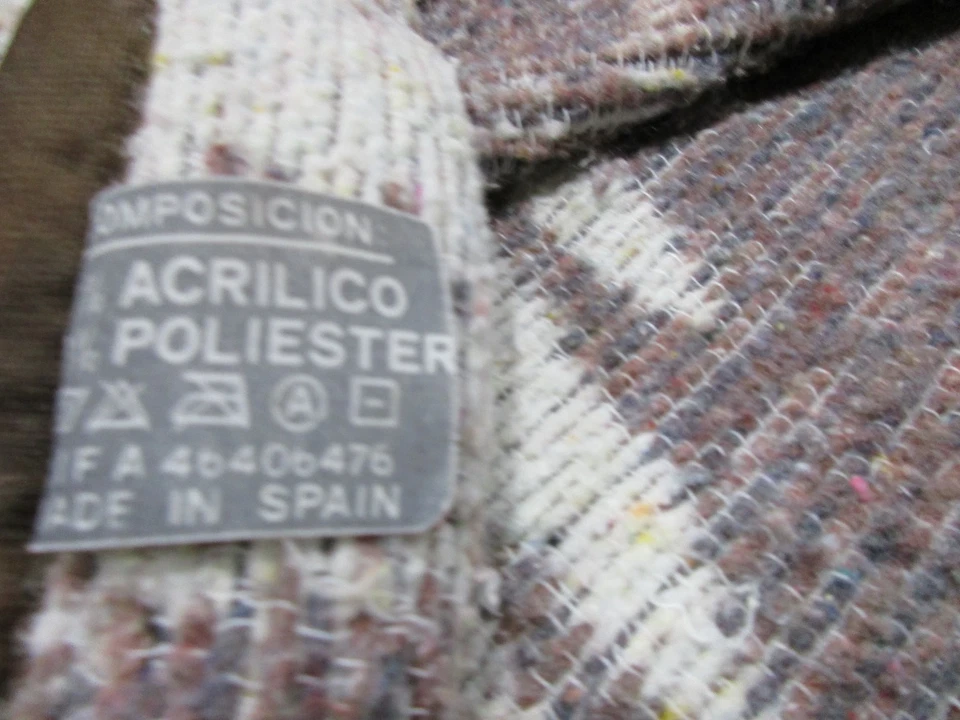 OMPOSICION:
ACRILICO
POLIESTER
A
IF A 46406476
ADE IN SPAIN